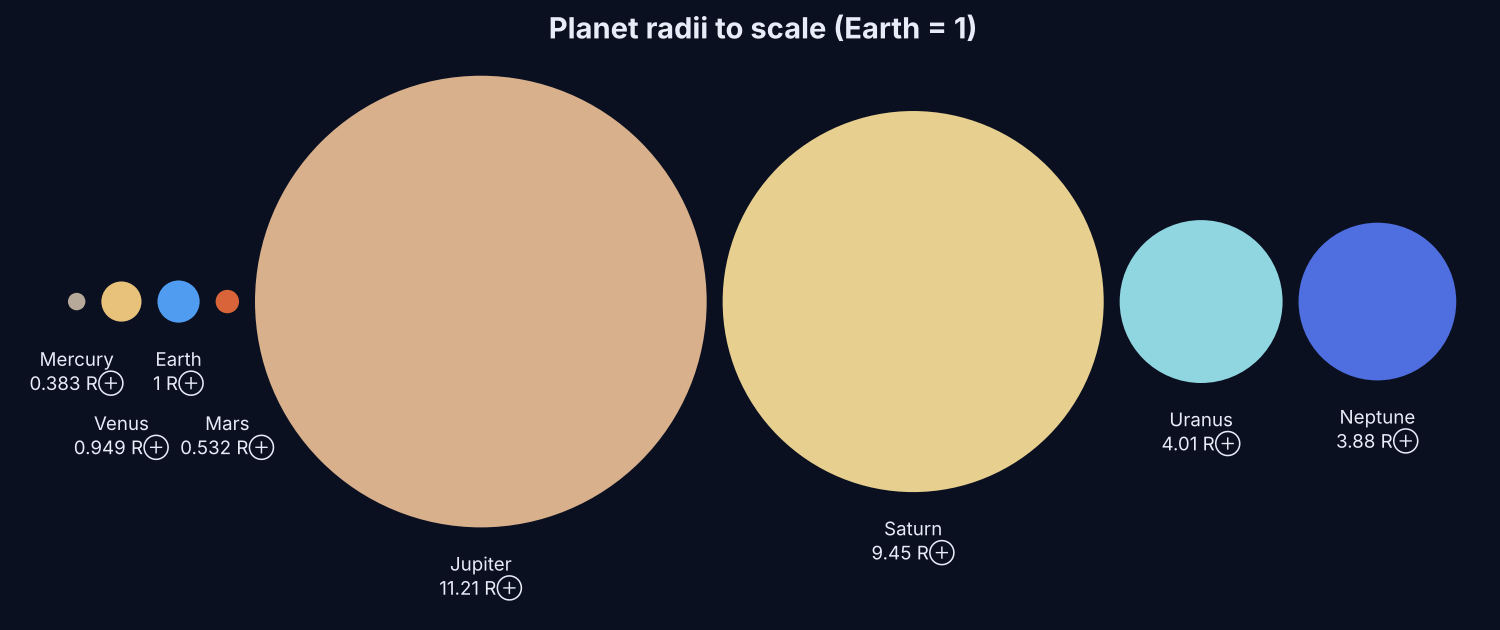 Planet radii to scale (Earth = 1)
Mercury
0.383 R⊕
Venus
0.949 R⊕
Earth
1 R⊕
Mars
0.532 R⊕
Jupiter
11.21 R⊕
Saturn
9.45 R⊕
Uranus
4.01 R⊕
Neptune
3.88 R⊕